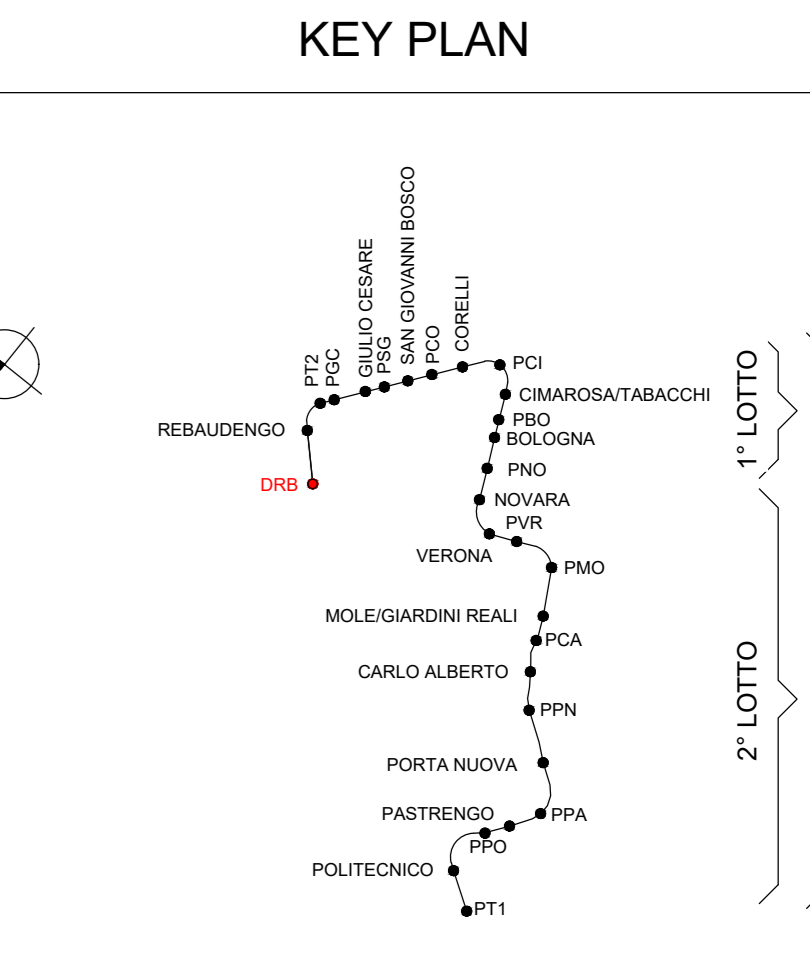 KEY PLAN
PT2
PGC
GIULIO CESARE
PSG
SAN GIOVANNI BOSCO
PCO
CORELLI
PCI
CIMAROSA/TABACCHI
PBO
BOLOGNA
REBAUDENGO
DRB
PNO
NOVARA
PVR
VERONA
PMO
MOLE/GIARDINI REALI
PCA
CARLO ALBERTO
PPN
PORTA NUOVA
PASTRENGO
PPA
PPO
POLITECNICO
PT1
1° LOTTO
2° LOTTO